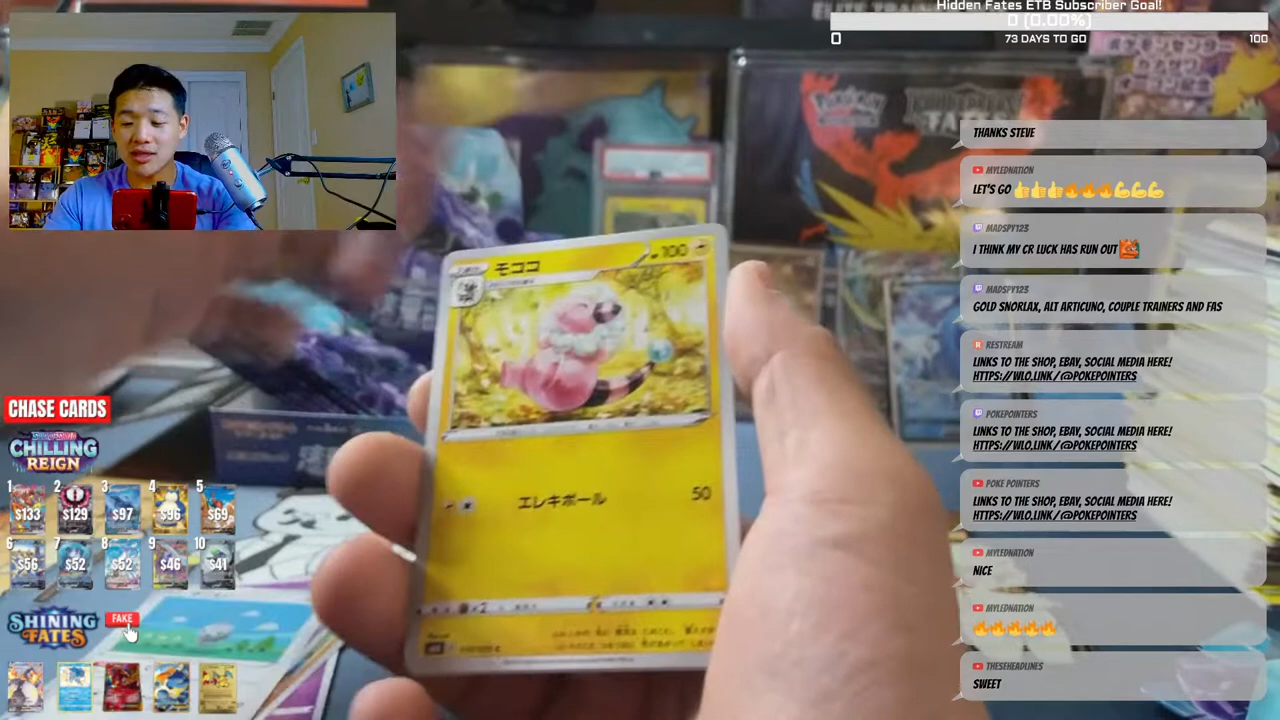 Hidden Fates ETB Subscriber Goal!
0 (0.00%)
0
73 DAYS TO GO
100
ELITE TRAIN
THANKS STEVE
MYLEDNATION
LET'S GO 👍👍👍🔥🔥🔥💪💪💪
MADSPY123
I THINK MY CR LUCK HAS RUN OUT
MADSPY123
GOLD SNORLAX, ALT ARTICUNO, COUPLE TRAINERS AND FAS
RESTREAM
LINKS TO THE SHOP, EBAY, SOCIAL MEDIA HERE!
HTTPS://WLO.LINK/@POKEPOINTERS
POKEPOINTERS
LINKS TO THE SHOP, EBAY, SOCIAL MEDIA HERE!
HTTPS://WLO.LINK/@POKEPOINTERS
POKE POINTERS
LINKS TO THE SHOP, EBAY, SOCIAL MEDIA HERE!
HTTPS://WLO.LINK/@POKEPOINTERS
MYLEDNATION
NICE
MYLEDNATION
🔥🔥🔥🔥🔥
THESEHEADLINES
SWEET
モココ
100
エレキボール
50
×2
CHASE CARDS
CHILLING
REIGN
1 2 3 4 5
$133 $129 $97 $96 $69
6 7 8 9 10
$56 $52 $52 $46 $41
SHINING
FATES
FAKE